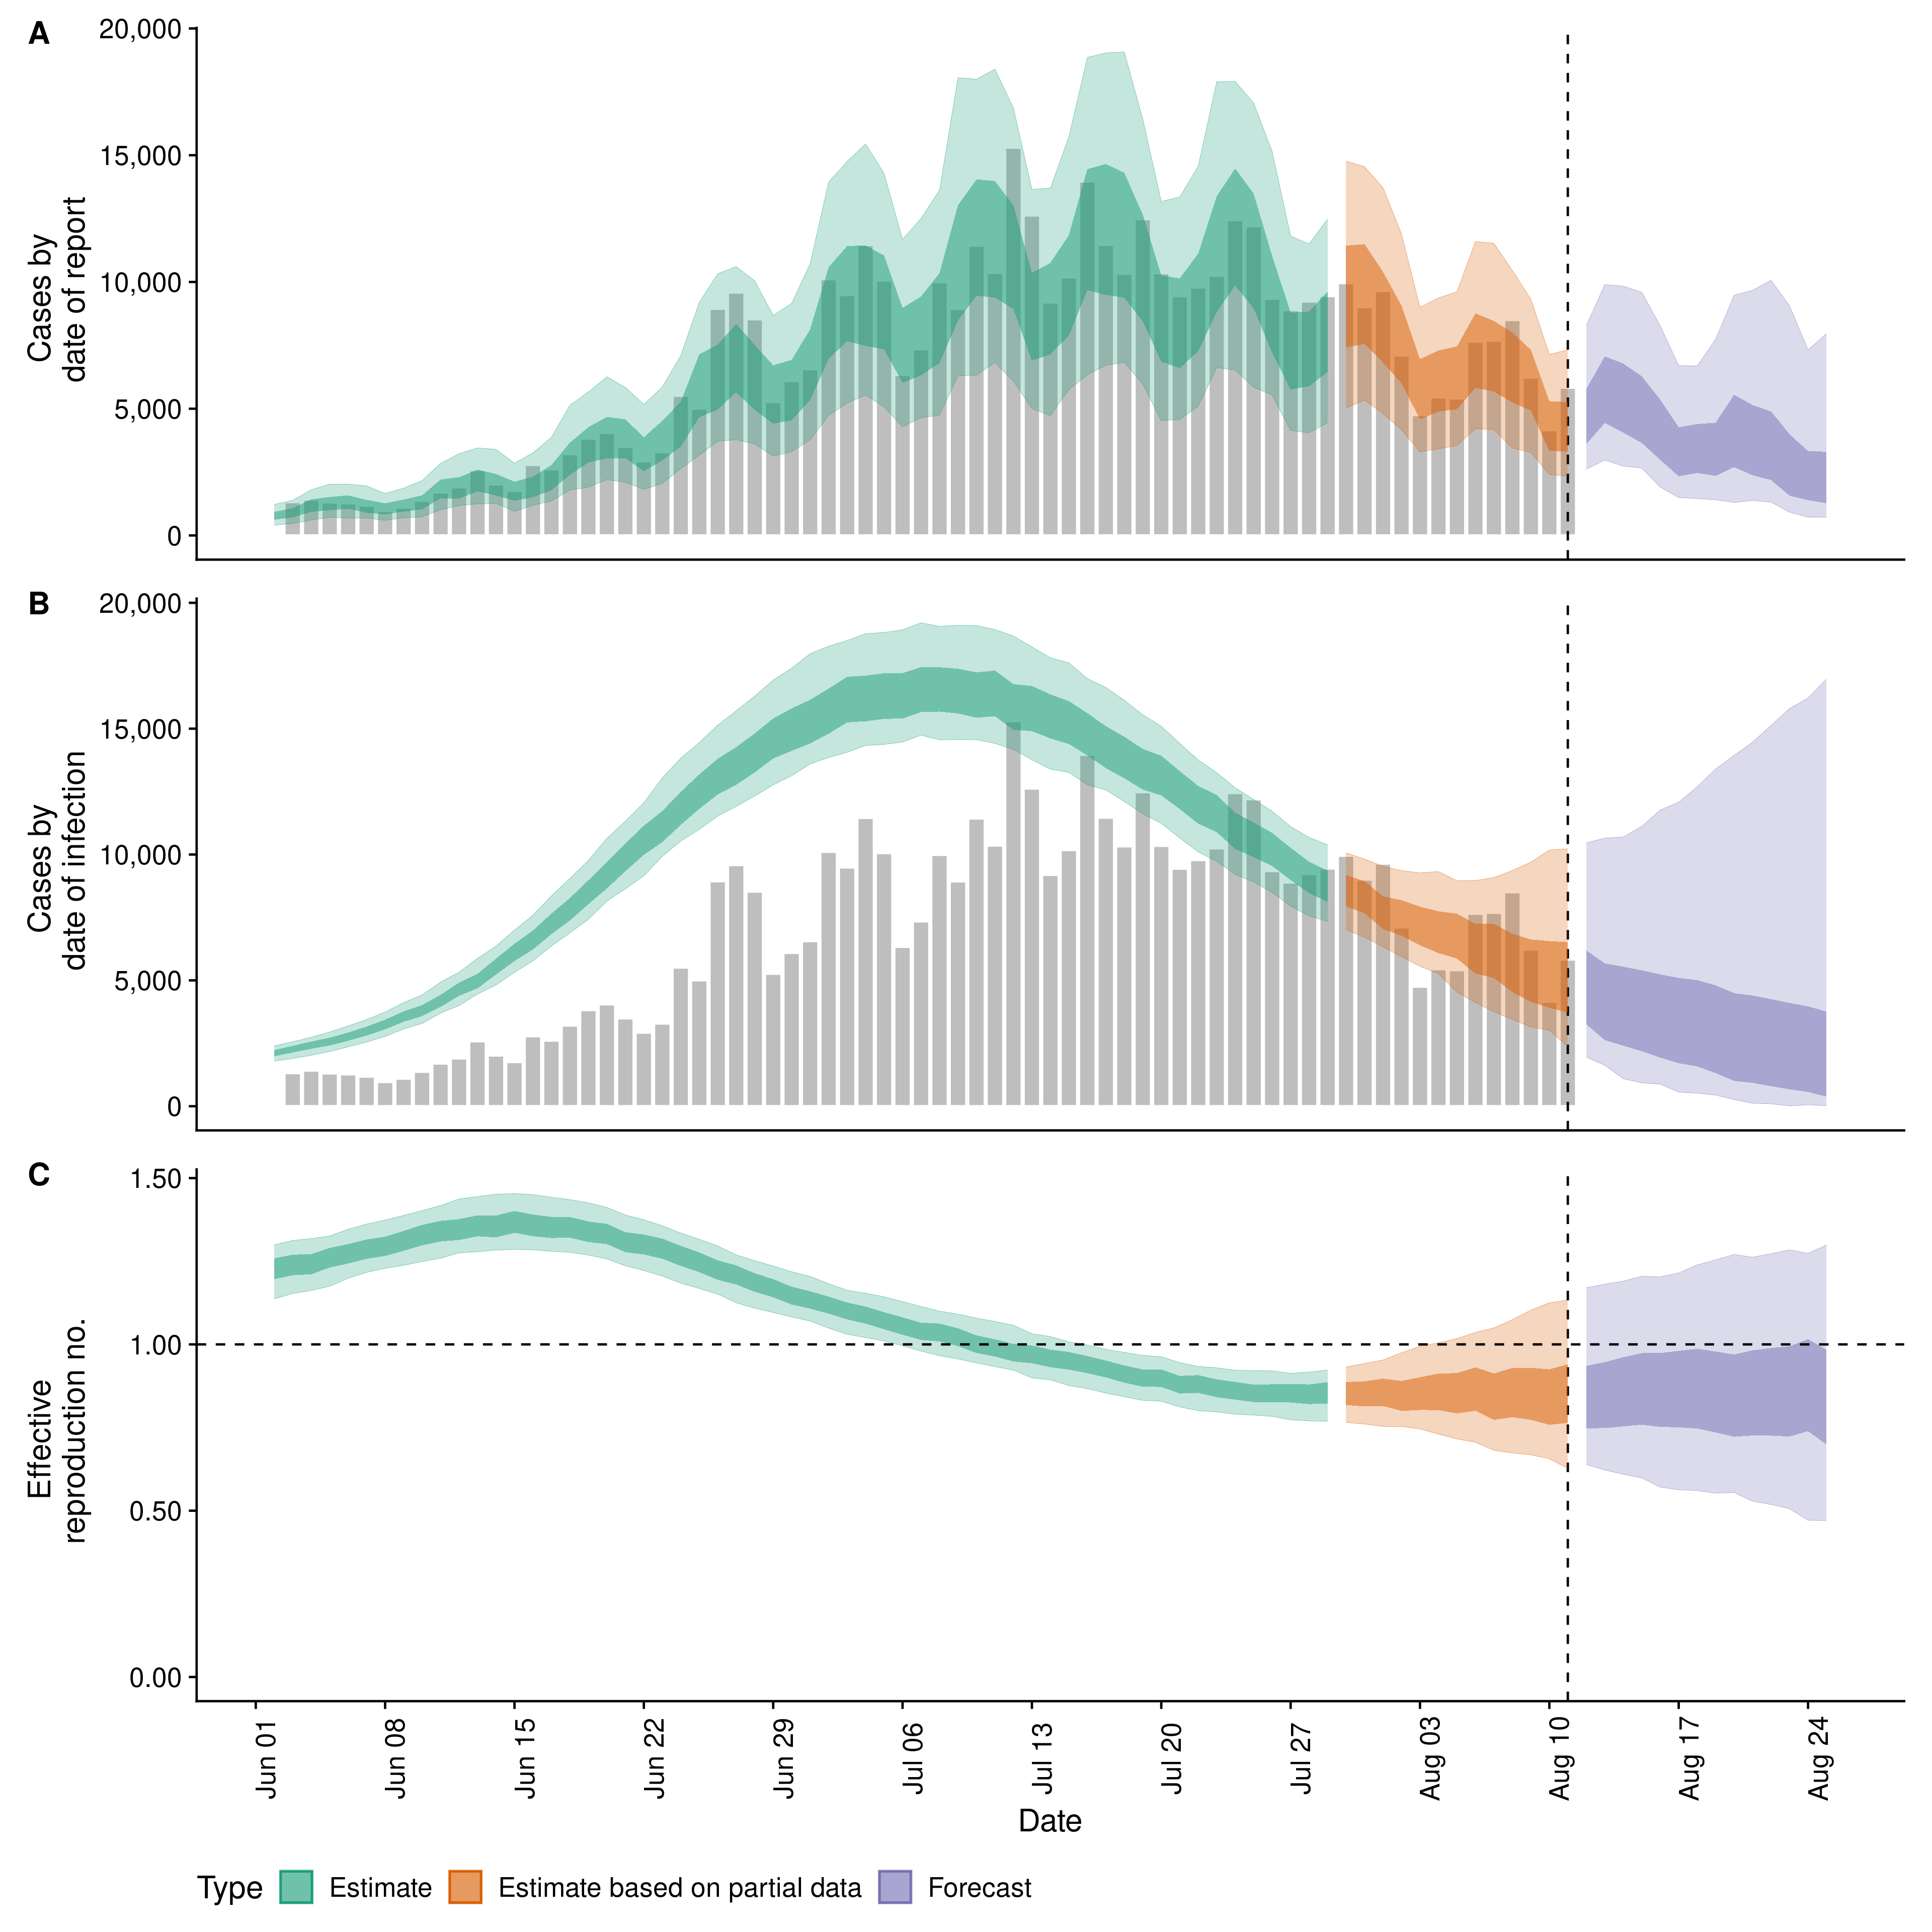 A
20,000
15,000
10,000
5,000
0
Cases by
date of report
B
20,000
15,000
10,000
5,000
0
Cases by
date of infection
C
1.50
1.00
0.50
0.00
Effective
reproduction no.
Jun 01
Jun 08
Jun 15
Jun 22
Jun 29
Jul 06
Jul 13
Jul 20
Jul 27
Aug 03
Aug 10
Aug 17
Aug 24
Date
Type Estimate Estimate based on partial data Forecast